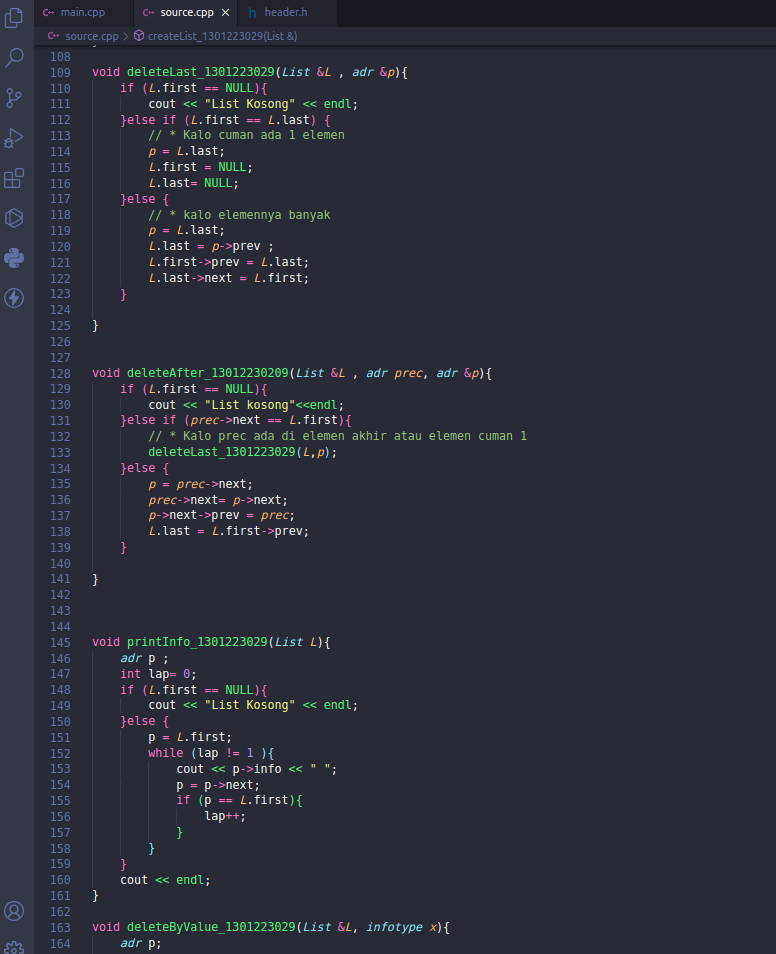 C++ main.cpp C++ source.cpp × h header.h
C++ source.cpp > createList_1301223029(List &)
108
109 void deleteLast_1301223029(List &L , adr &p){
110     if (L.first == NULL){
111         cout << "List Kosong" << endl;
112     }else if (L.first == L.last) {
113         // * Kalo cuman ada 1 elemen
114         p = L.last;
115         L.first = NULL;
116         L.last= NULL;
117     }else {
118         // * kalo elemennya banyak
119         p = L.last;
120         L.last = p->prev ;
121         L.first->prev = L.last;
122         L.last->next = L.first;
123     }
124
125 }
126
127
128 void deleteAfter_13012230209(List &L , adr prec, adr &p){
129     if (L.first == NULL){
130         cout << "List kosong"<<endl;
131     }else if (prec->next == L.first){
132         // * Kalo prec ada di elemen akhir atau elemen cuman 1
133         deleteLast_1301223029(L,p);
134     }else {
135         p = prec->next;
136         prec->next= p->next;
137         p->next->prev = prec;
138         L.last = L.first->prev;
139     }
140
141 }
142
143
144
145 void printInfo_1301223029(List L){
146     adr p ;
147     int lap= 0;
148     if (L.first == NULL){
149         cout << "List Kosong" << endl;
150     }else {
151         p = L.first;
152         while (lap != 1 ){
153             cout << p->info << " ";
154             p = p->next;
155             if (p == L.first){
156                 lap++;
157             }
158         }
159     }
160     cout << endl;
161 }
162
163 void deleteByValue_1301223029(List &L, infotype x){
164     adr p;